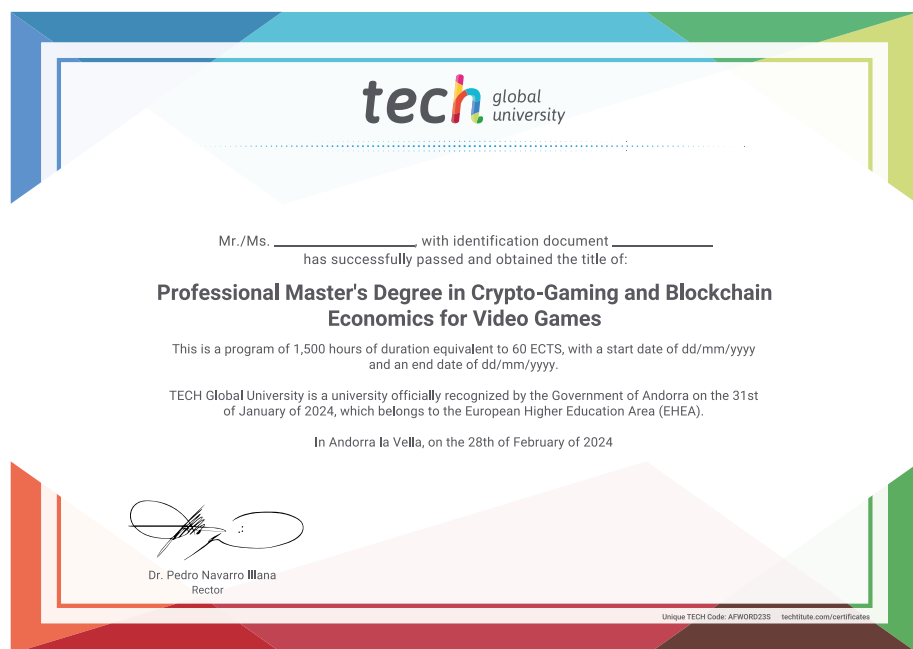 tech global university
Mr./Ms. ______________, with identification document __________
has successfully passed and obtained the title of:
Professional Master's Degree in Crypto-Gaming and Blockchain
Economics for Video Games
This is a program of 1,500 hours of duration equivalent to 60 ECTS, with a start date of dd/mm/yyyy
and an end date of dd/mm/yyyy.
TECH Global University is a university officially recognized by the Government of Andorra on the 31st
of January of 2024, which belongs to the European Higher Education Area (EHEA).
In Andorra la Vella, on the 28th of February of 2024
Dr. Pedro Navarro Illana
Rector
Unique TECH Code: AFWORD23S techtitute.com/certificates